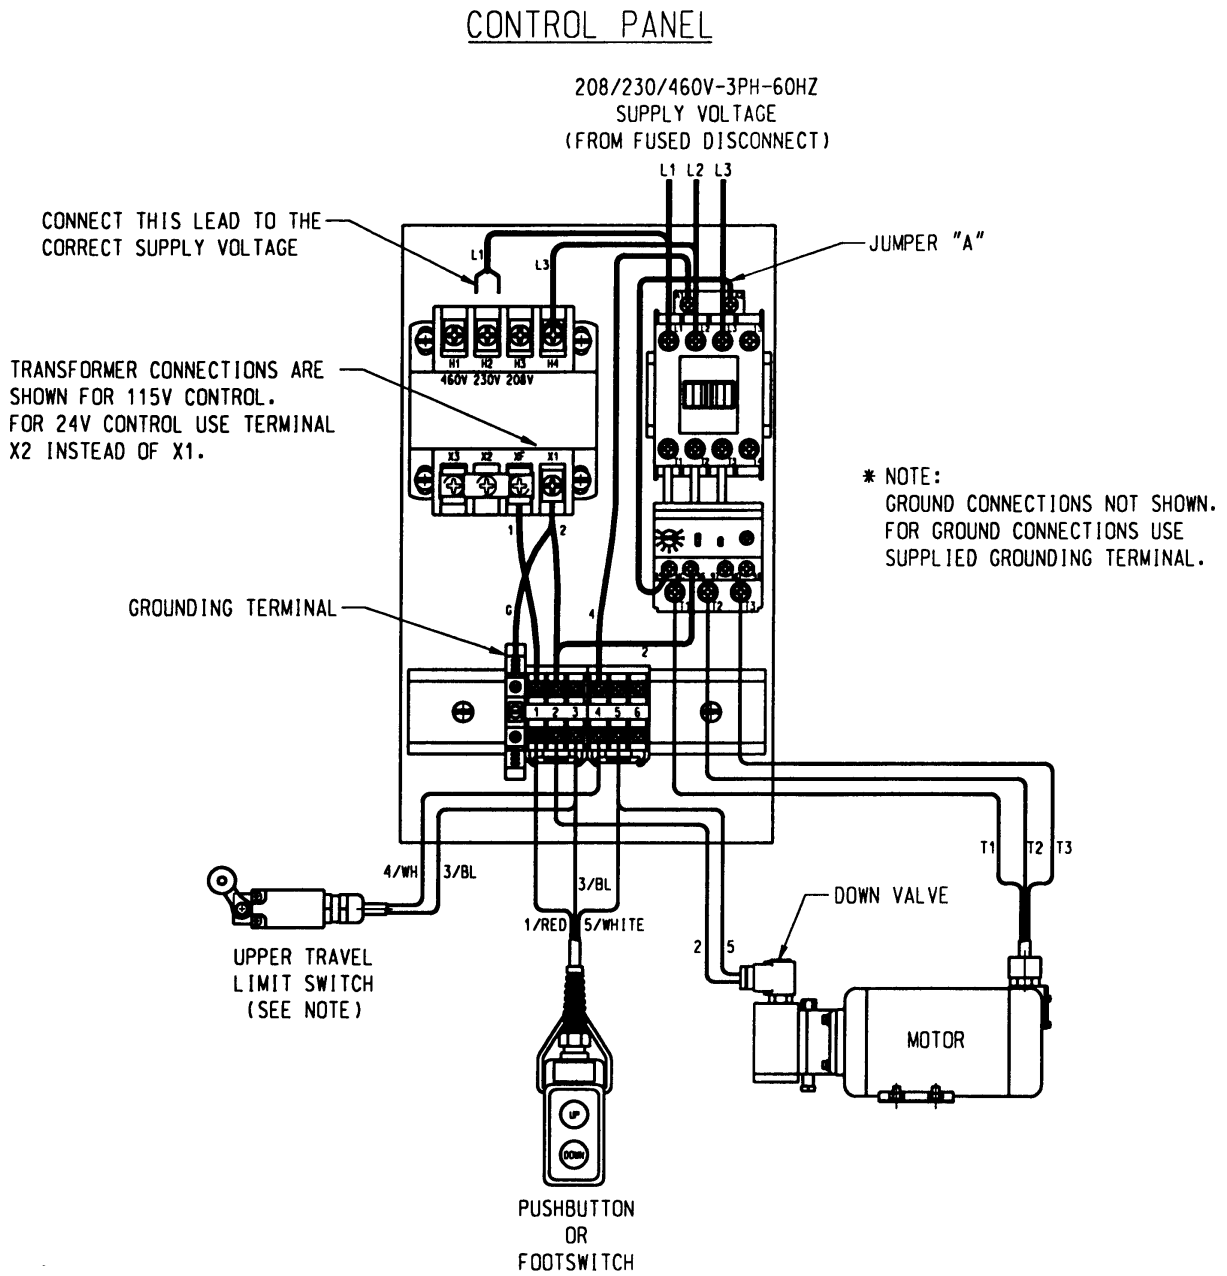 CONTROL PANEL
208/230/460V-3PH-60HZ
SUPPLY VOLTAGE
(FROM FUSED DISCONNECT)
L1 L2 L3
CONNECT THIS LEAD TO THE
CORRECT SUPPLY VOLTAGE
L1
L3
JUMPER "A"
H1 H2 H3 H4
460V 230V 208V
TRANSFORMER CONNECTIONS ARE
SHOWN FOR 115V CONTROL.
FOR 24V CONTROL USE TERMINAL
X2 INSTEAD OF X1.
X3 X2 XF X1
* NOTE:
GROUND CONNECTIONS NOT SHOWN.
FOR GROUND CONNECTIONS USE
SUPPLIED GROUNDING TERMINAL.
1 2
GROUNDING TERMINAL
G
4
2
T1 T2 T3
1 2 3 4 5 6
4/WH 3/BL
3/BL
1/RED 5/WHITE
2 5
T1 T2 T3
DOWN VALVE
UPPER TRAVEL
LIMIT SWITCH
(SEE NOTE)
MOTOR
UP
DOWN
PUSHBUTTON
OR
FOOTSWITCH